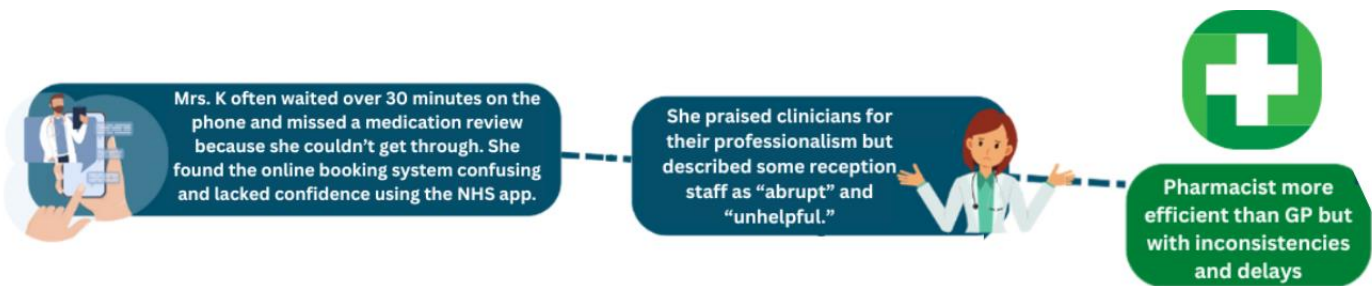 Mrs. K often waited over 30 minutes on the
phone and missed a medication review
because she couldn’t get through. She
found the online booking system confusing
and lacked confidence using the NHS app.
She praised clinicians for
their professionalism but
described some reception
staff as “abrupt” and
“unhelpful.”
Pharmacist more
efficient than GP but
with inconsistencies
and delays